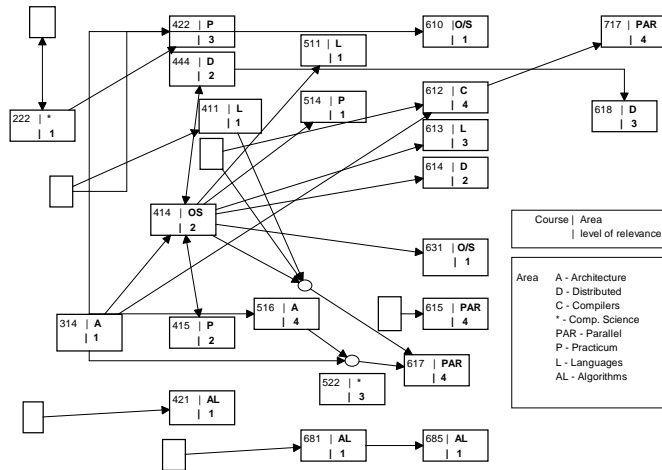 422 | P
| 3
610 | O/S
| 1
717 | PAR
| 4
511 | L
| 1
444 | D
| 2
612 | C
| 4
514 | P
| 1
411 | L
| 1
618 | D
| 3
222 | *
| 1
613 | L
| 3
614 | D
| 2
414 | OS
| 2
Course | Area
| level of relevance
631 | O/S
| 1
Area A - Architecture
D - Distributed
C - Compilers
* - Comp. Science
PAR - Parallel
P - Practicum
L - Languages
AL - Algorithms
516 | A
| 4
615 | PAR
| 4
314 | A
| 1
415 | P
| 2
617 | PAR
| 4
522 | *
| 3
421 | AL
| 1
681 | AL
| 1
685 | AL
| 1